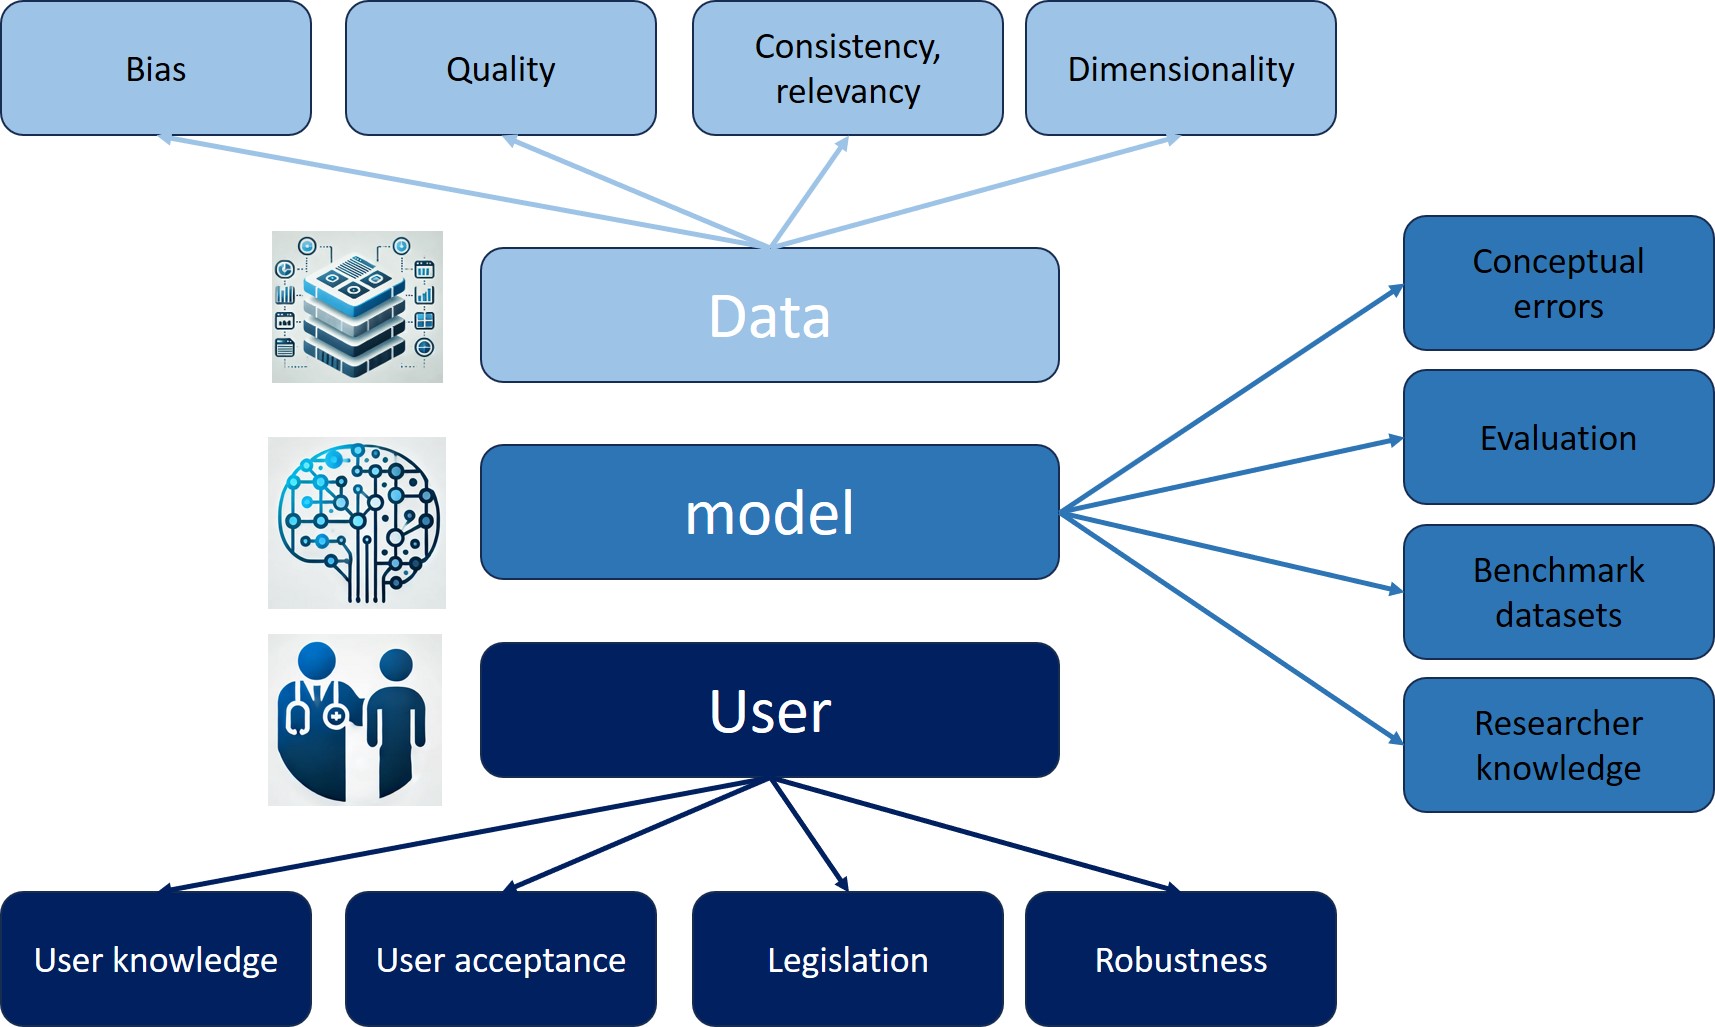 Bias
Quality
Consistency,
relevancy
Dimensionality
Data
model
User
Conceptual
errors
Evaluation
Benchmark
datasets
Researcher
knowledge
User knowledge
User acceptance
Legislation
Robustness